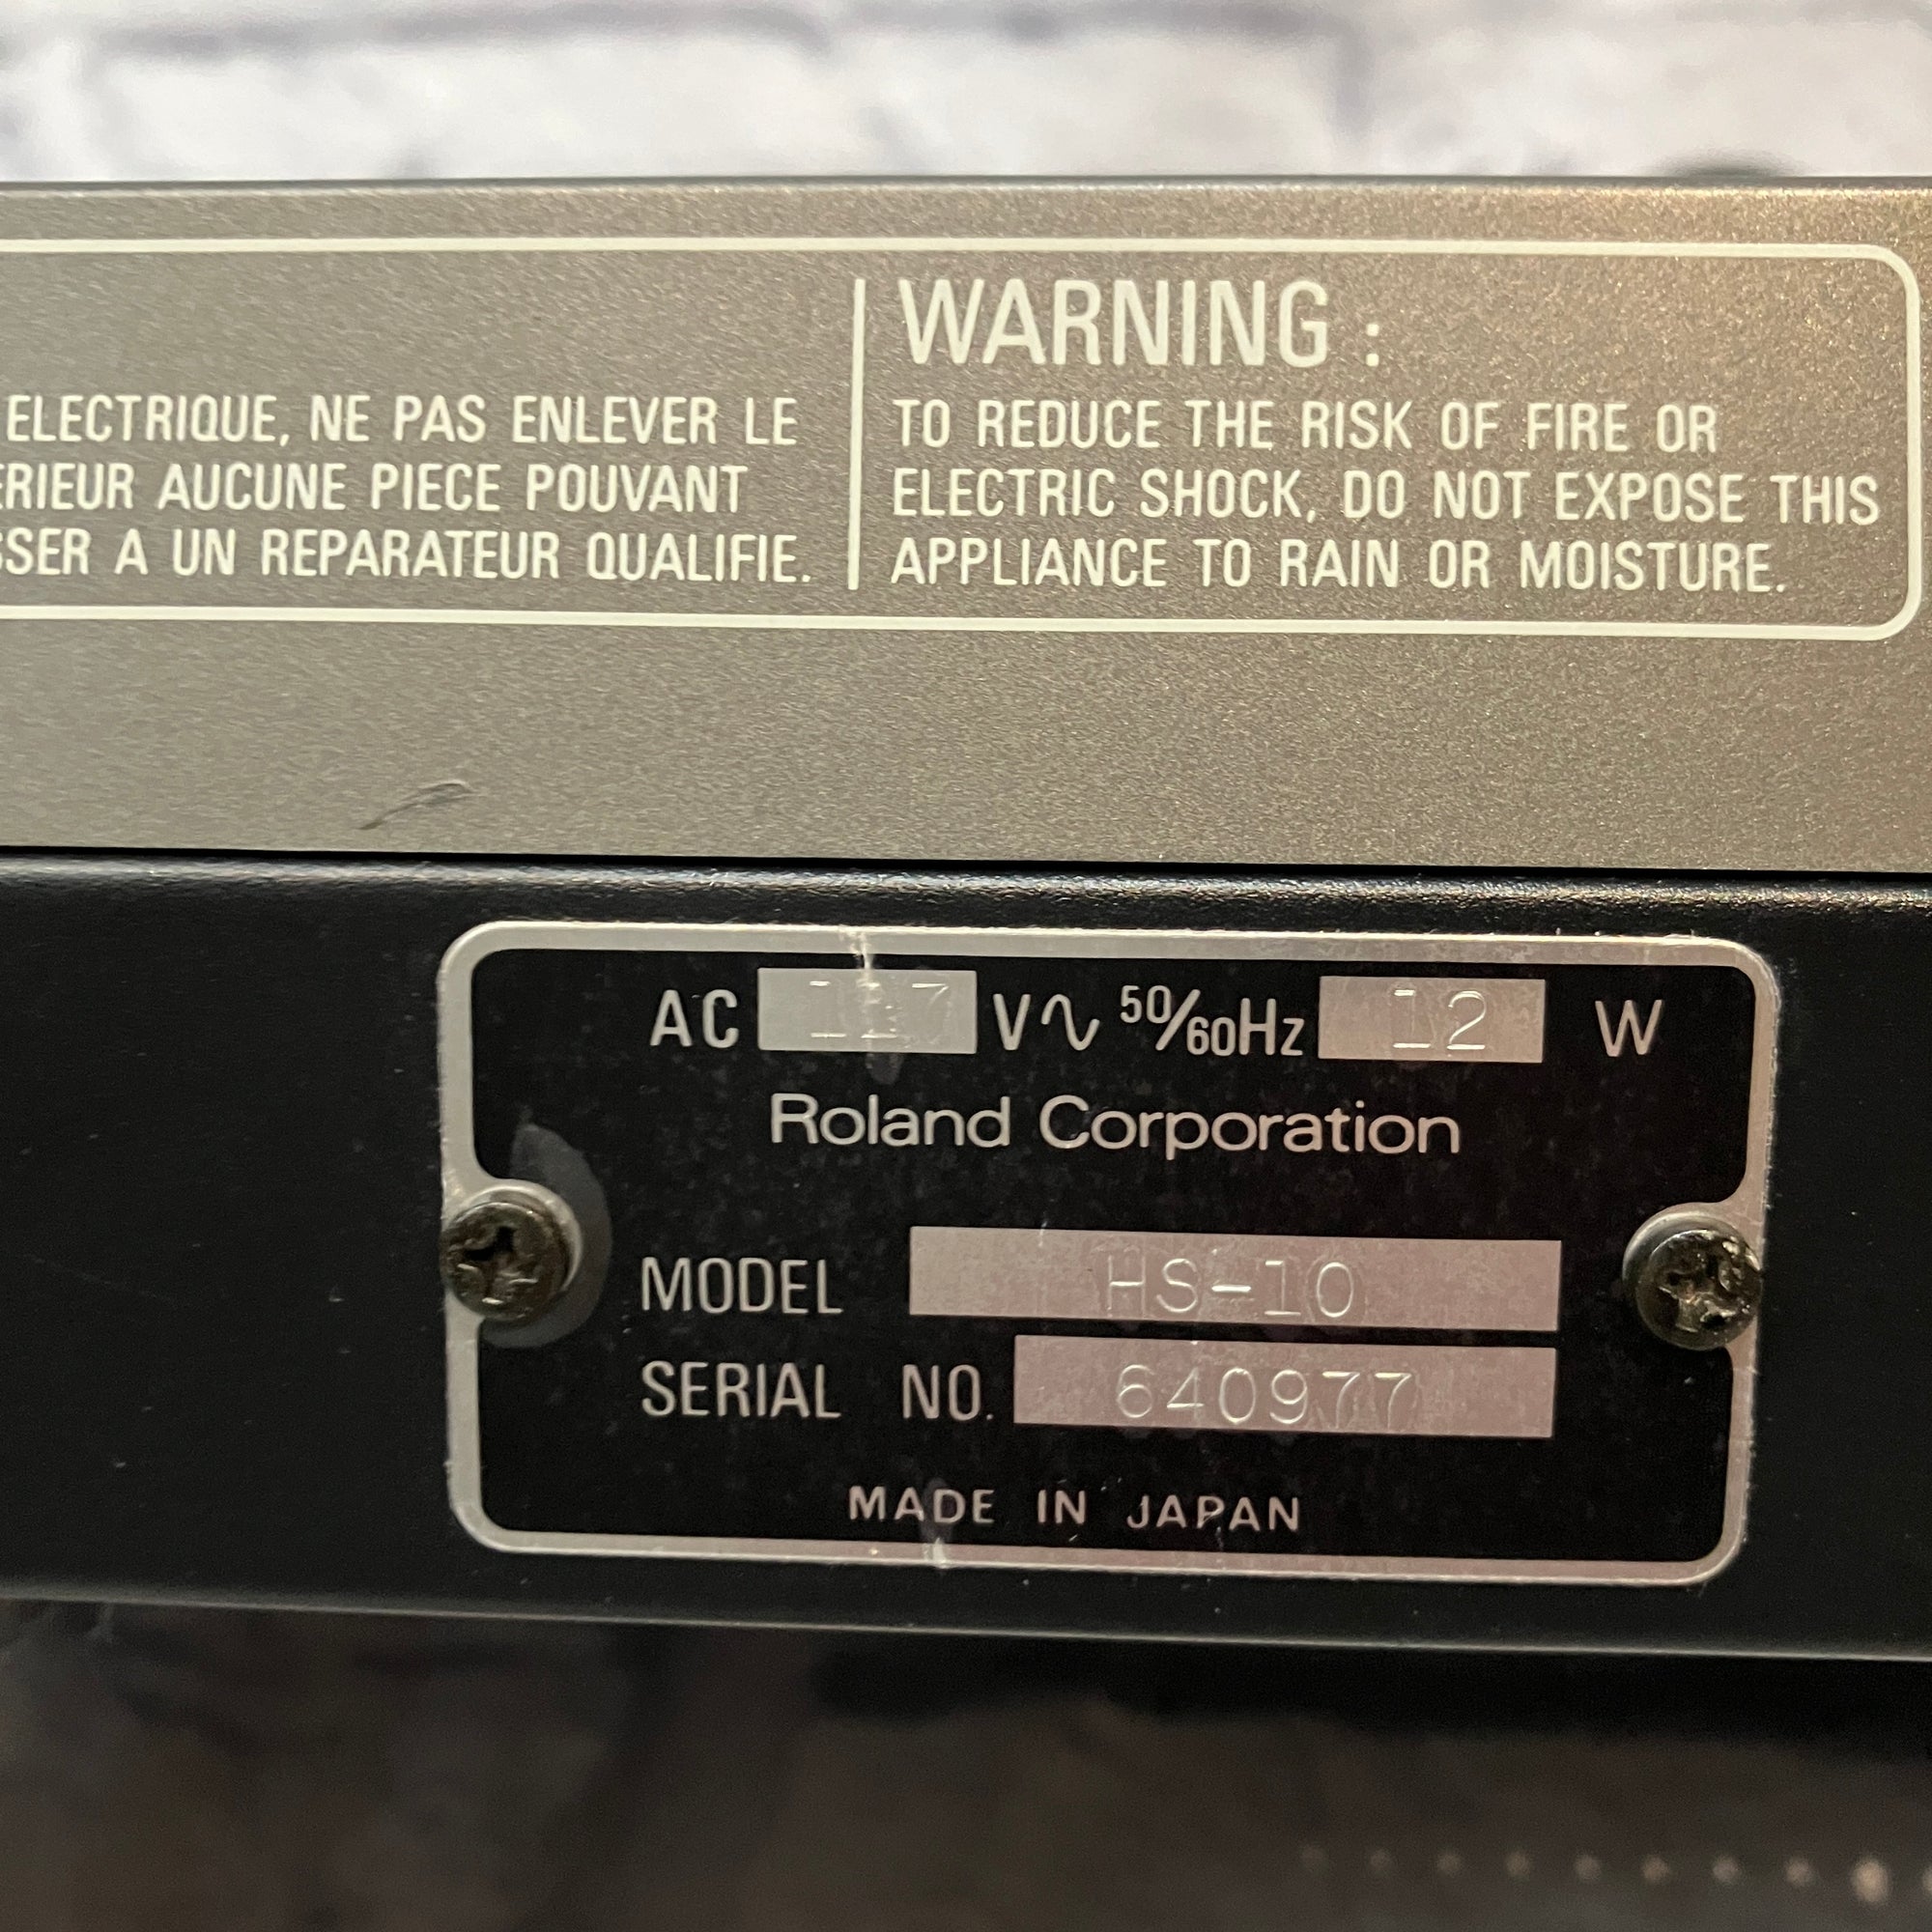 ELECTRIQUE, NE PAS ENLEVER LE
ERIEUR AUCUNE PIECE POUVANT
SSER A UN REPARATEUR QUALIFIE.
WARNING :
TO REDUCE THE RISK OF FIRE OR
ELECTRIC SHOCK, DO NOT EXPOSE THIS
APPLIANCE TO RAIN OR MOISTURE.
AC 117 V∿ 50/60Hz 12 W
Roland Corporation
MODEL HS-10
SERIAL NO. 640977
MADE IN JAPAN